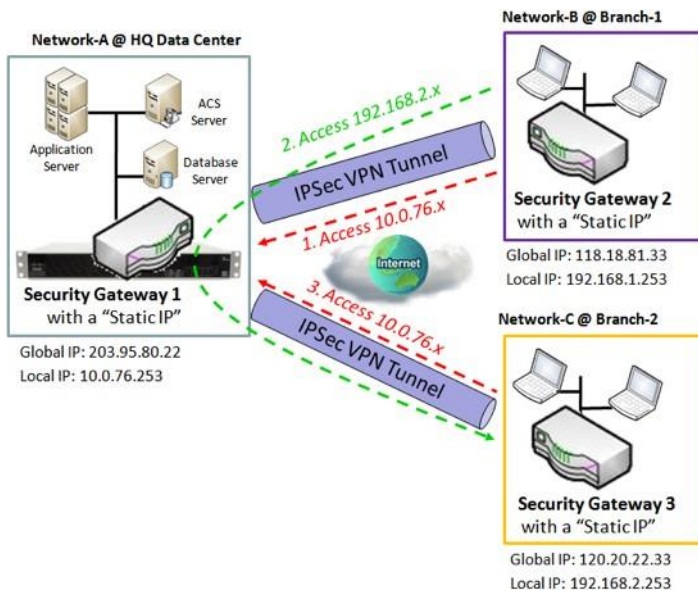 Network-A @ HQ Data Center
Application
Server
ACS
Server
Database
Server
Security Gateway 1
with a “Static IP”
Global IP: 203.95.80.22
Local IP: 10.0.76.253
2. Access 192.168.2.x
IPSec VPN Tunnel
1. Access 10.0.76.x
Internet
3. Access 10.0.76.x
IPSec VPN Tunnel
Network-B @ Branch-1
Security Gateway 2
with a “Static IP”
Global IP: 118.18.81.33
Local IP: 192.168.1.253
Network-C @ Branch-2
Security Gateway 3
with a “Static IP”
Global IP: 120.20.22.33
Local IP: 192.168.2.253